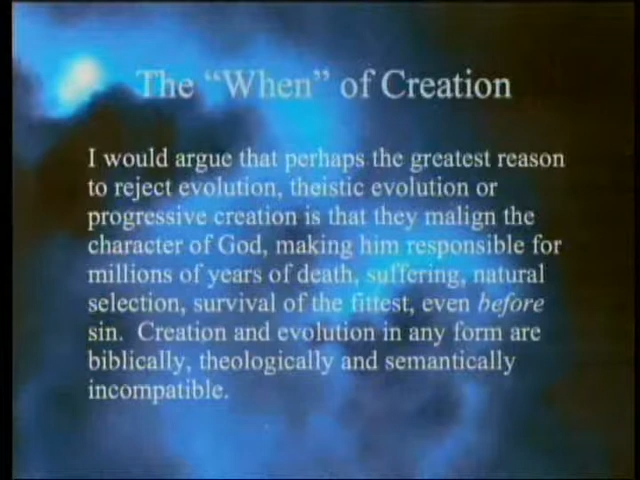 The “When” of Creation
I would argue that perhaps the greatest reason
to reject evolution, theistic evolution or
progressive creation is that they malign the
character of God, making him responsible for
millions of years of death, suffering, natural
selection, survival of the fittest, even before
sin. Creation and evolution in any form are
biblically, theologically and semantically
incompatible.